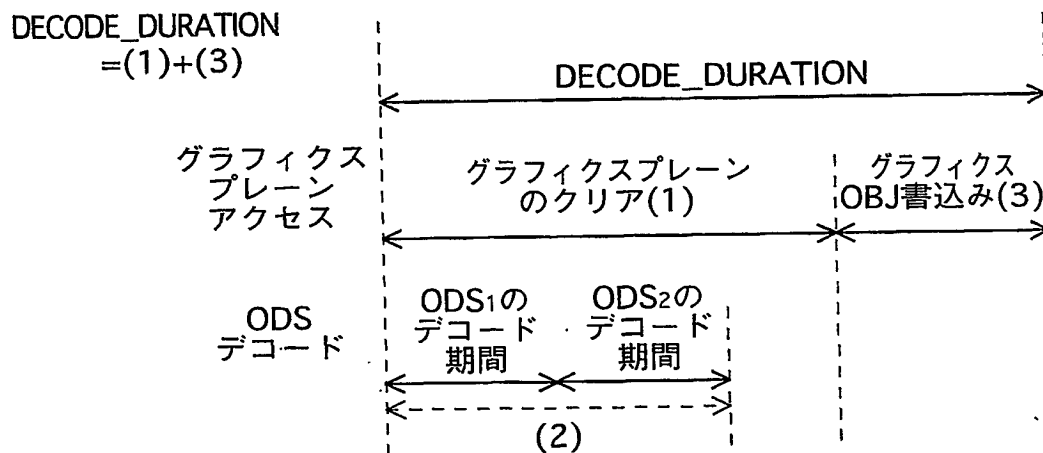 DECODE_DURATION
=(1)+(3)
DECODE_DURATION
グラフィクス
プレーン
アクセス
グラフィクスプレーン
のクリア(1)
グラフィクス
OBJ書込み(3)
ODS
デコード
ODS1の
デコード
期間
ODS2の
デコード
期間
(2)